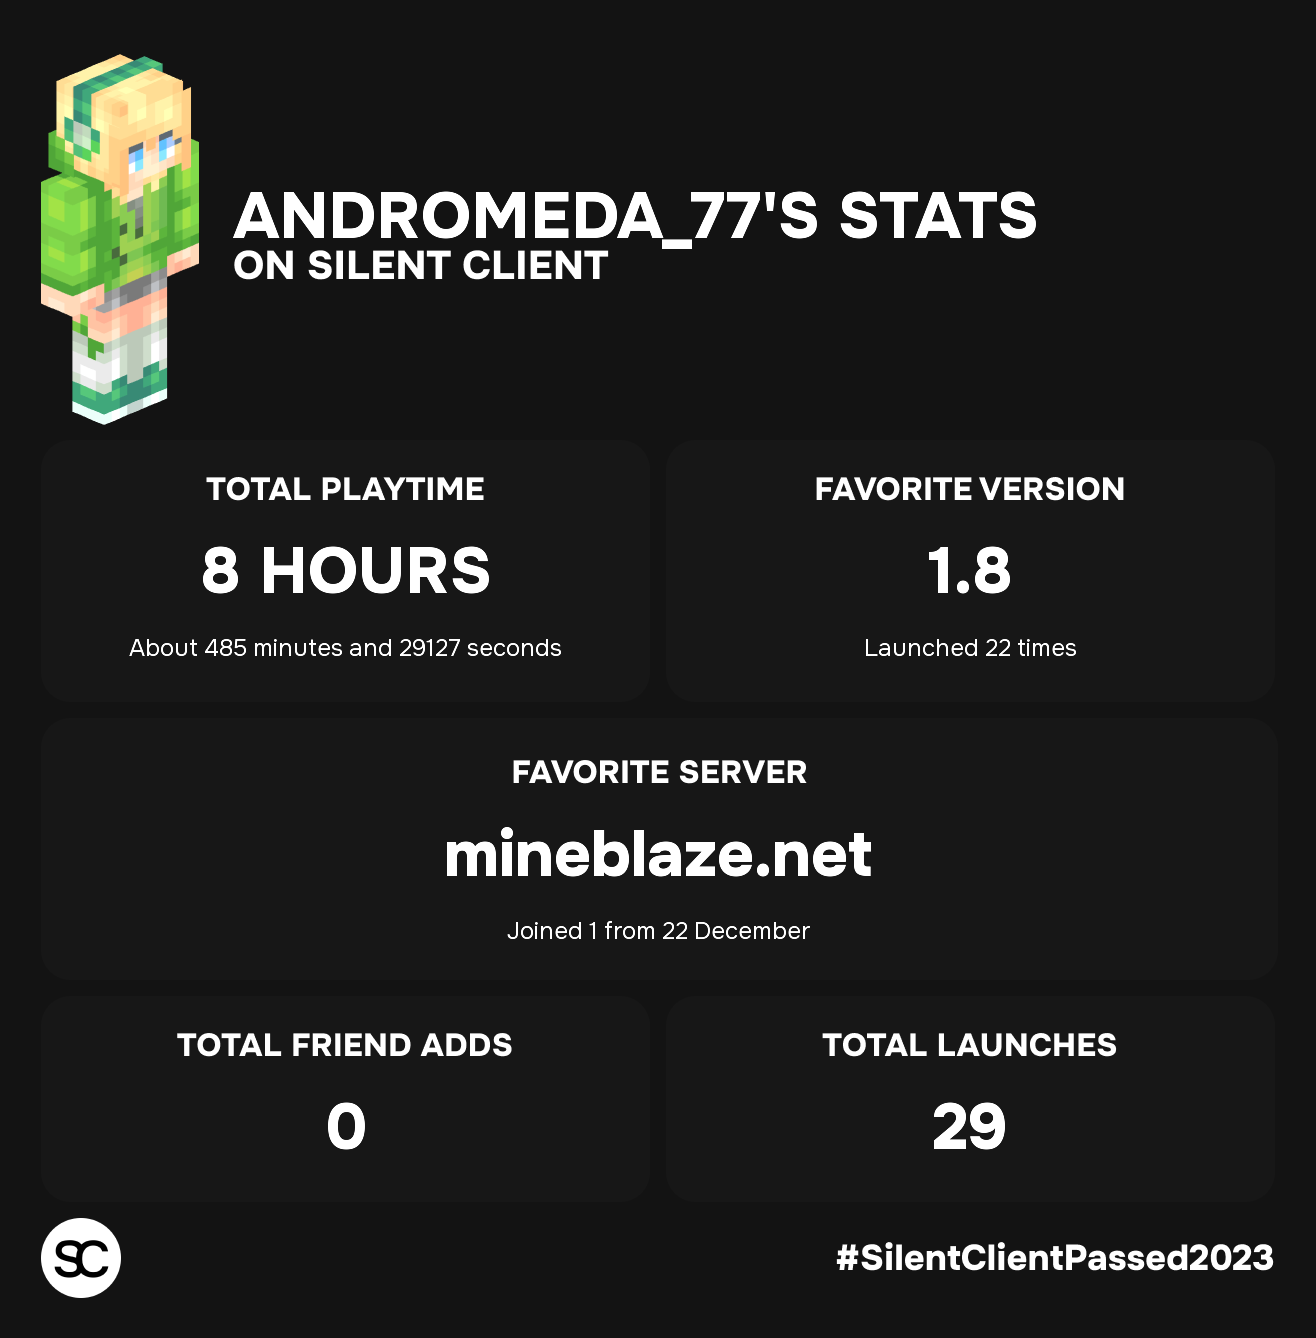 ANDROMEDA_77'S STATS
ON SILENT CLIENT
TOTAL PLAYTIME
8 HOURS
About 485 minutes and 29127 seconds
FAVORITE VERSION
1.8
Launched 22 times
FAVORITE SERVER
mineblaze.net
Joined 1 from 22 December
TOTAL FRIEND ADDS
0
TOTAL LAUNCHES
29
SC
#SilentClientPassed2023